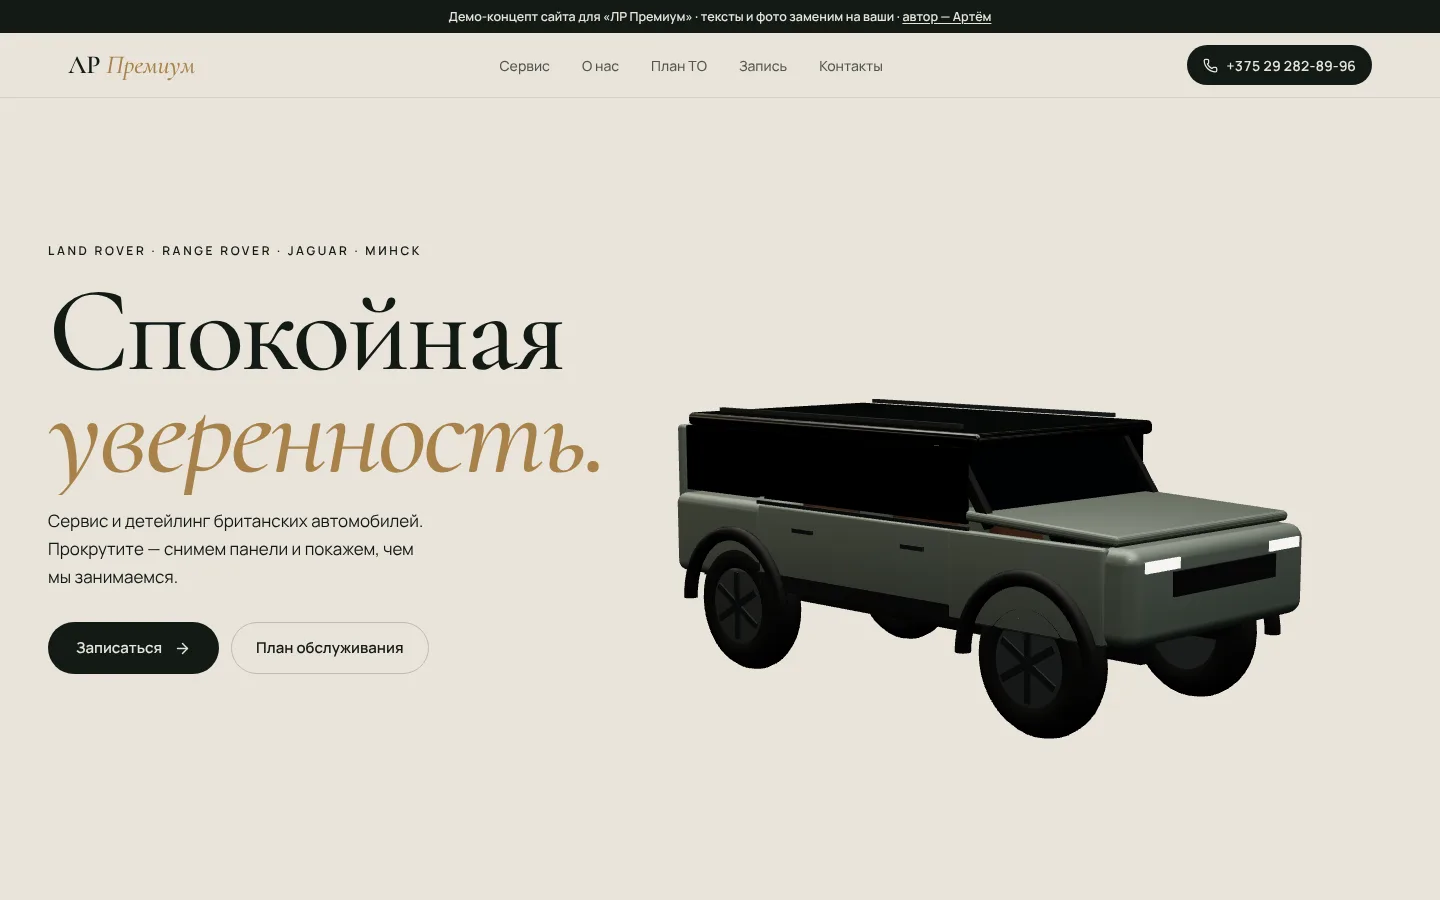 Демо-концепт сайта для «ЛР Премиум» · тексты и фото заменим на ваши · автор — Артём
ЛР Премиум
Сервис
О нас
План ТО
Запись
Контакты
+375 29 282-89-96
LAND ROVER · RANGE ROVER · JAGUAR · МИНСК
Спокойная
уверенность.
Сервис и детейлинг британских автомобилей.
Прокрутите — снимем панели и покажем, чем
мы занимаемся.
Записаться
План обслуживания